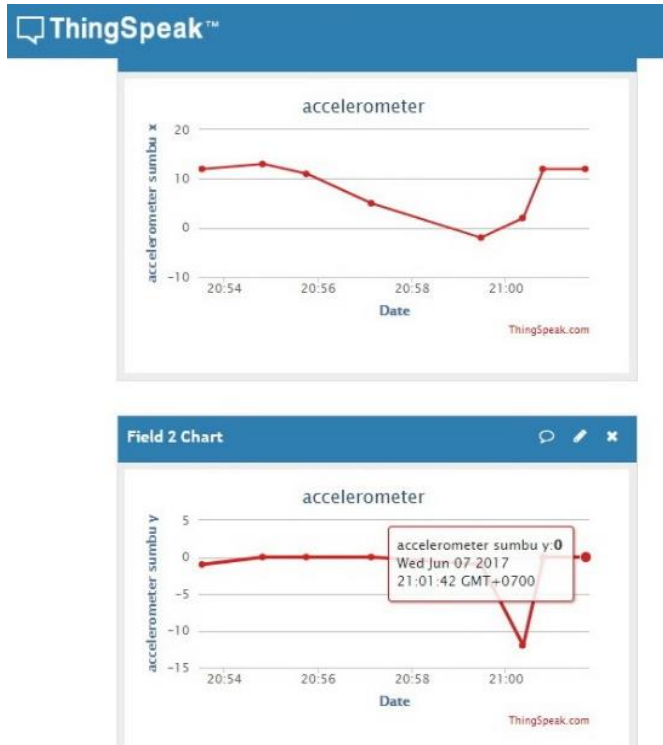 ThingSpeak™
accelerometer
accelerometer sumbu x
20
10
0
-10
20:54 20:56 20:58 21:00
Date
ThingSpeak.com
Field 2 Chart
accelerometer
accelerometer sumbu y
5
0
-5
-10
-15
accelerometer sumbu y:0
Wed Jun 07 2017
21:01:42 GMT+0700
20:54 20:56 20:58 21:00
Date
ThingSpeak.com